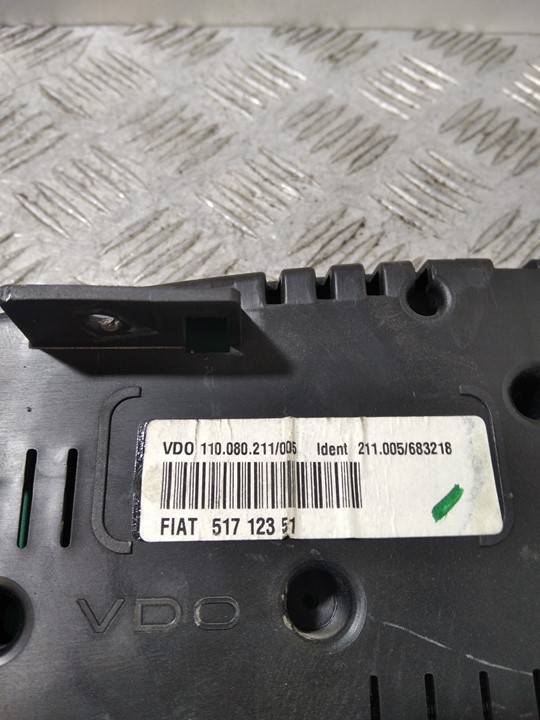 VDO 110.080.211/006 Ident 211.005/683218
FIAT 517 123 51
VDO